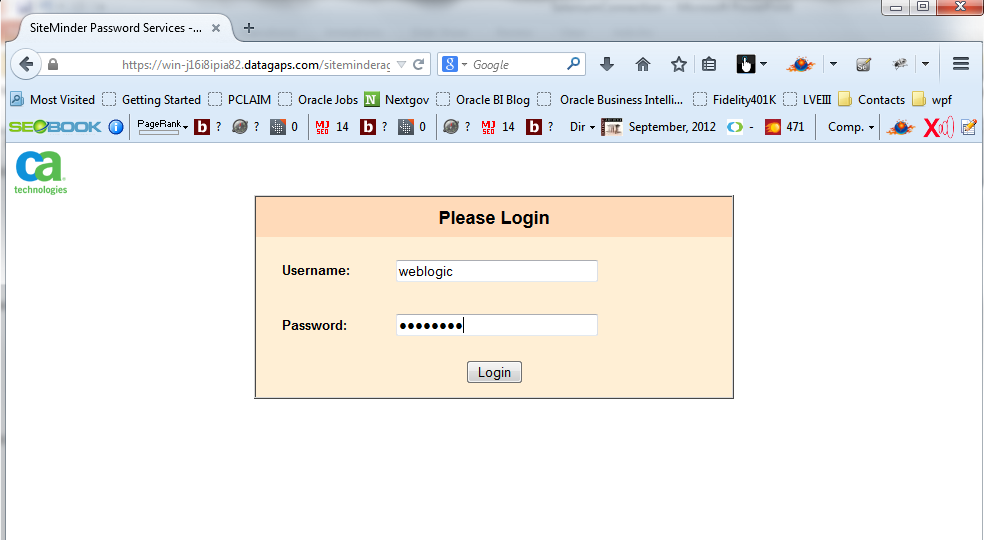 SiteMinder Password Services -...
https://win-j16i8ipia82.datagaps.com/siteminderag
Google
Most Visited Getting Started PCLAIM Oracle Jobs Nextgov Oracle BI Blog Oracle Business Intelli... Fidelity401K LVEIII Contacts wpf
SEOBOOK PageRank ? ? 0 MJ SEO 14 ? 0 ? MJ SEO 14 ? Dir September, 2012 - 471 Comp.
ca
technologies
Please Login
Username: weblogic
Password: ●●●●●●●●
Login